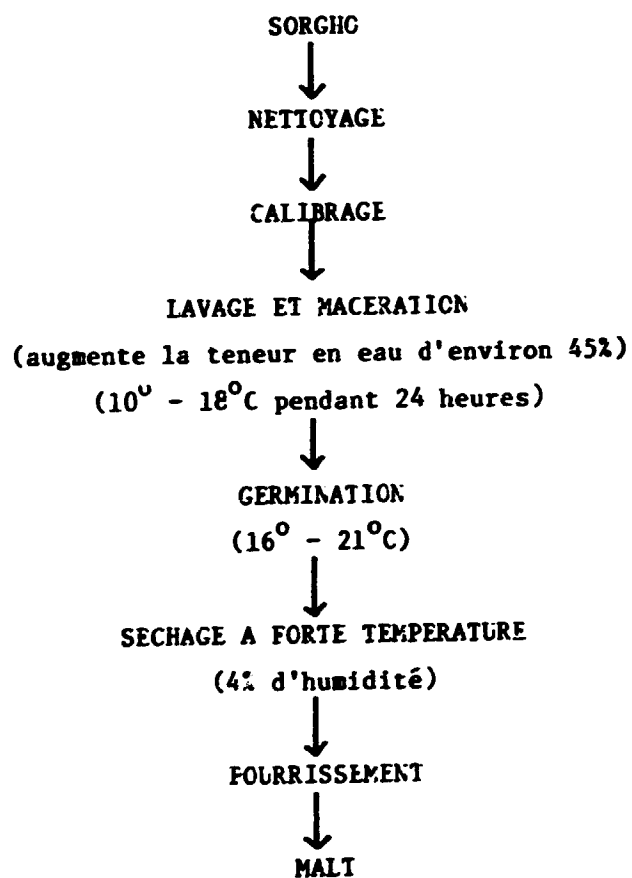 SORGHO
NETTOYAGE
CALIBRAGE
LAVAGE ET MACERATION
(augmente la teneur en eau d'environ 45%)
(10° - 18°C pendant 24 heures)
GERMINATION
(16° - 21°C)
SECHAGE A FORTE TEMPERATURE
(4% d'humidité)
POURRISSEMENT
MALT